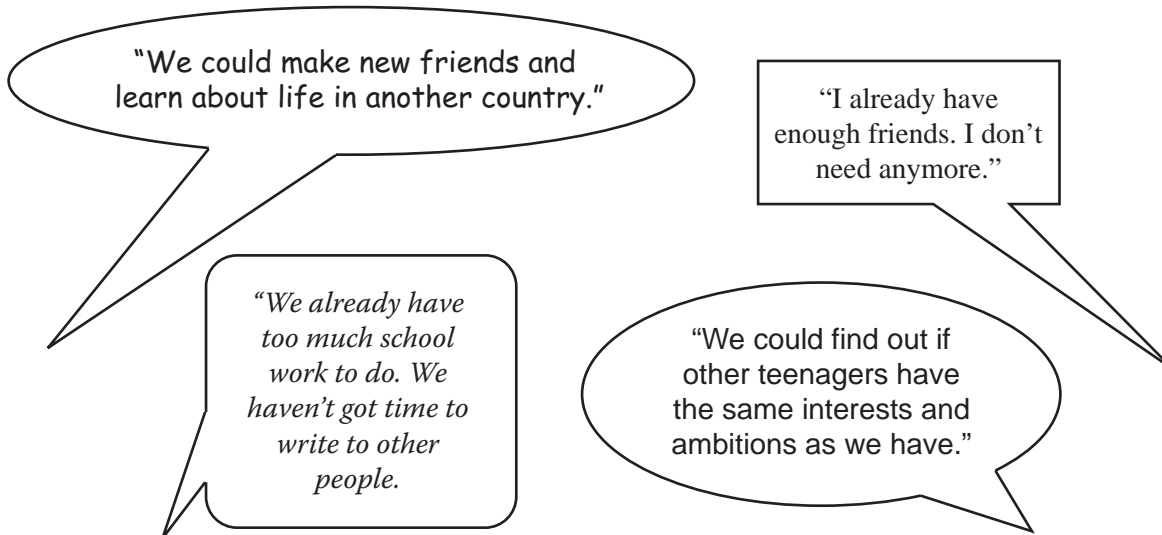 “We could make new friends and
learn about life in another country.”
“I already have
enough friends. I don’t
need anymore.”
“We already have
too much school
work to do. We
haven’t got time to
write to other
people.
“We could find out if
other teenagers have
the same interests and
ambitions as we have.”